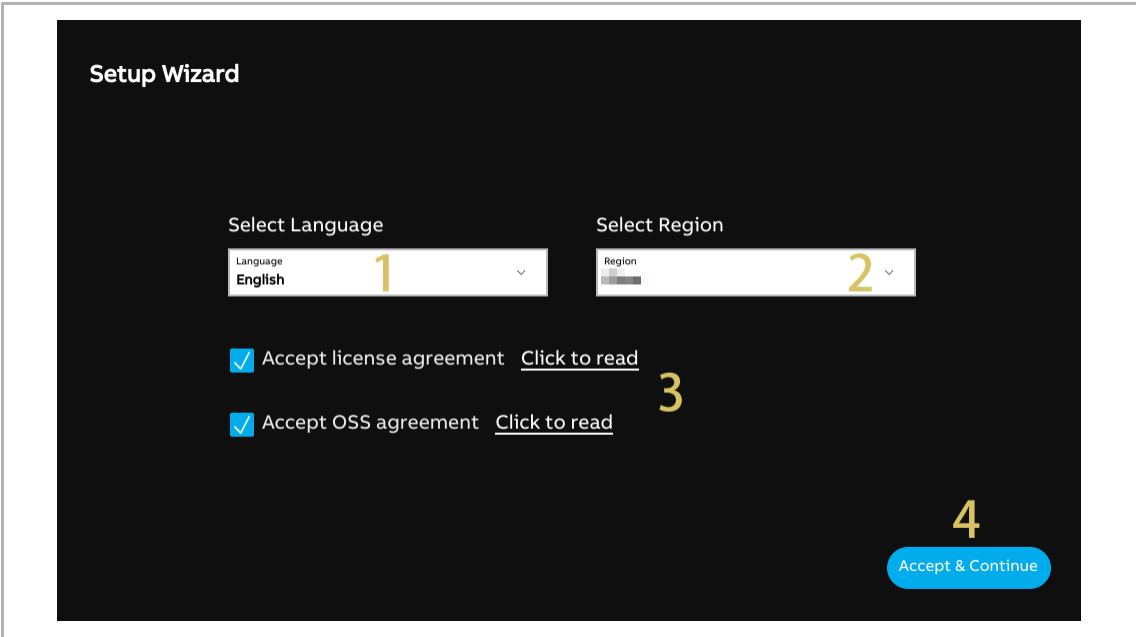 Setup Wizard
Select Language
Select Region
Language
English
1
Region
2
Accept license agreement Click to read
3
Accept OSS agreement Click to read
4
Accept & Continue